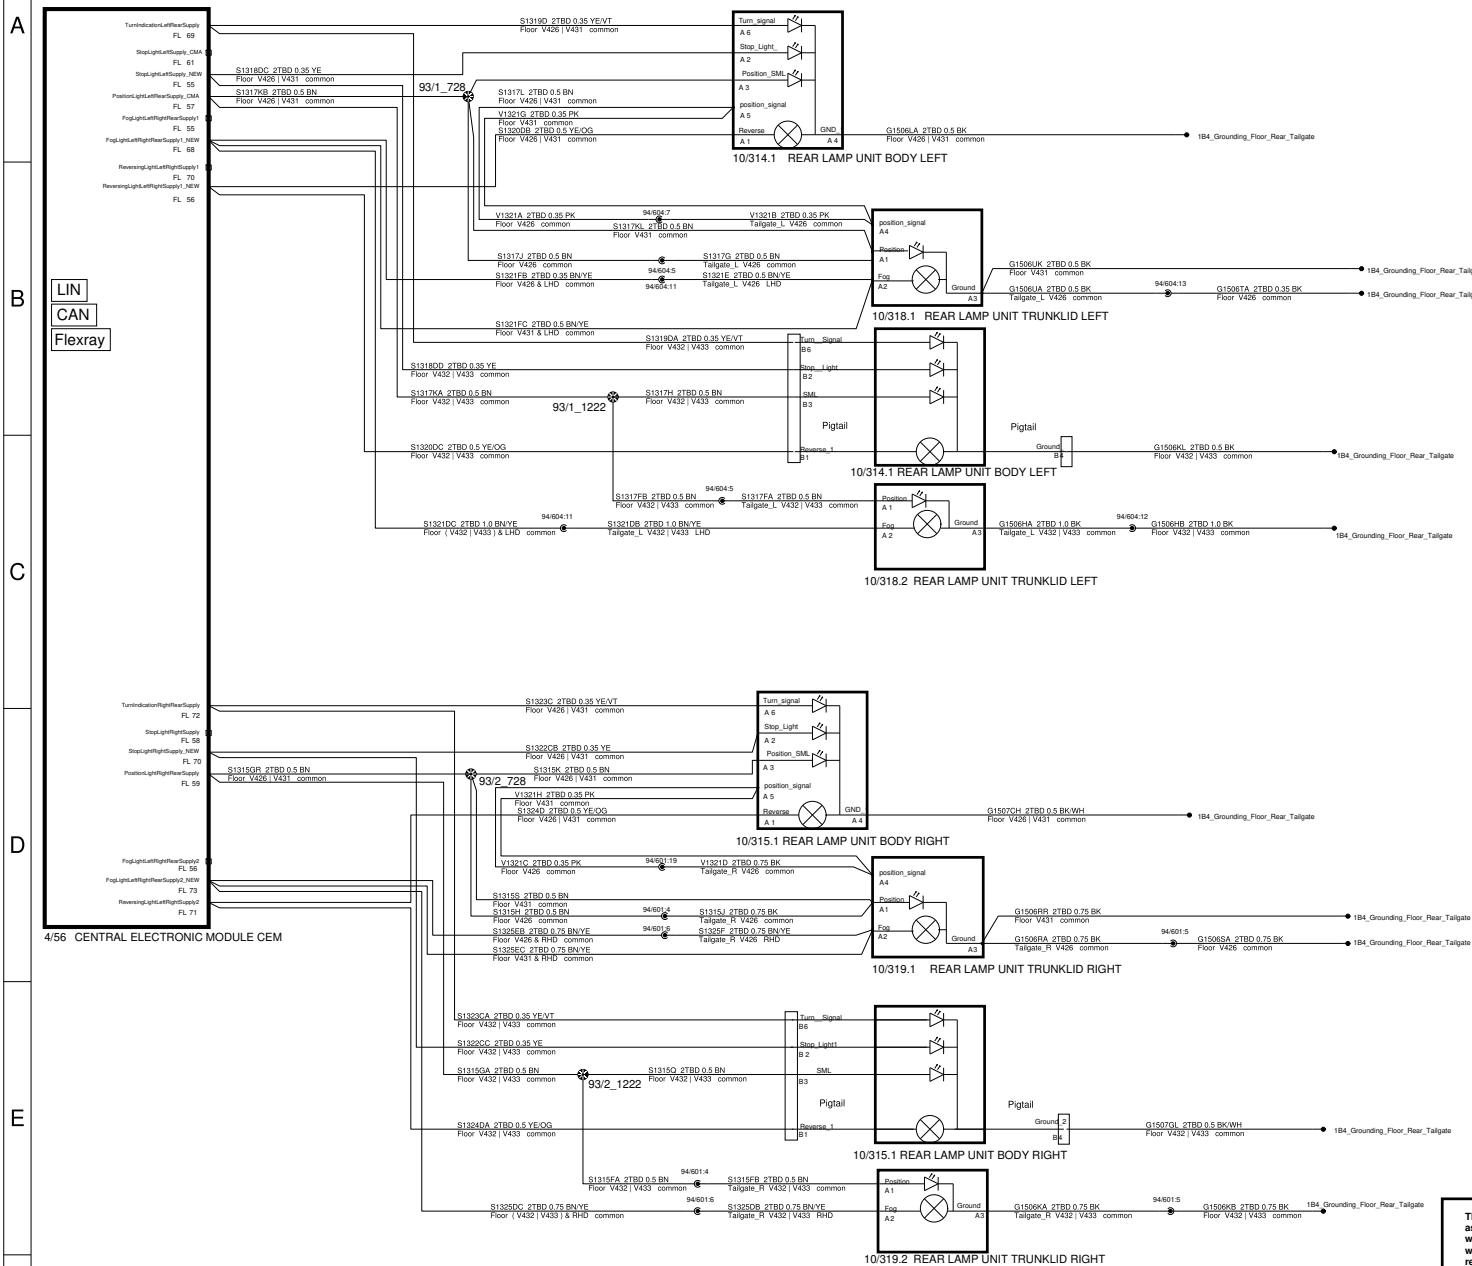 A
TurnIndicationLeftRearSupply
FL 69
StopLightLeftSupply_CMA
FL 61
StopLightLeftSupply_NEW
FL 55
PositionLightLeftRearSupply_CMA
FL 57
FogLightLeftRightRearSupply1
FL 55
FogLightLeftRightRearSupply1_NEW
FL 68
ReversingLightLeftRightSupply1
FL 70
ReversingLightLeftRightSupply1_NEW
FL 56
S1318DC 2TBD 0.35 YE
Floor V426 | V431 common
S1317KB 2TBD 0.5 BN
Floor V426 | V431 common
93/1_728
S1319D 2TBD 0.35 YE/VT
Floor V426 | V431 common
S1317L 2TBD 0.5 BN
Floor V426 | V431 common
V1321G 2TBD 0.35 PK
Floor V431 common
S1320DB 2TBD 0.5 YE/OG
Floor V426 | V431 common
Turn_signal
A 6
Stop_Light_
A 2
Position_SML
A 3
position_signal
A 5
Reverse
A 1
GND_
A 4
G1506LA 2TBD 0.5 BK
Floor V426 | V431 common
1B4_Grounding_Floor_Rear_Tailgate
10/314.1 REAR LAMP UNIT BODY LEFT
B
LIN
CAN
Flexray
V1321A 2TBD 0.35 PK
Floor V426 common
94/604:7
V1321B 2TBD 0.35 PK
Tailgate_L V426 common
S1317KL 2TBD 0.5 BN
Floor V431 common
S1317J 2TBD 0.5 BN
Floor V426 common
94/604:5
S1317G 2TBD 0.5 BN
Tailgate_L V426 common
S1321FB 2TBD 0.35 BN/YE
Floor V426 & LHD common
94/604:11
S1321E 2TBD 0.5 BN/YE
Tailgate_L V426 LHD
S1321FC 2TBD 0.5 BN/YE
Floor V431 & LHD common
position_signal
A4
Position
A1
Fog
A2
Ground
A3
G1506UK 2TBD 0.5 BK
Floor V431 common
G1506UA 2TBD 0.5 BK
Tailgate_L V426 common
94/604:13
G1506TA 2TBD 0.35 BK
Floor V426 common
1B4_Grounding_Floor_Rear_Tailg
1B4_Grounding_Floor_Rear_Tailg
10/318.1 REAR LAMP UNIT TRUNKLID LEFT
S1319DA 2TBD 0.35 YE/VT
Floor V432 | V433 common
S1318DD 2TBD 0.35 YE
Floor V432 | V433 common
S1317KA 2TBD 0.5 BN
Floor V432 | V433 common
93/1_1222
S1317H 2TBD 0.5 BN
Floor V432 | V433 common
Turn__Signal
B6
Stop__Light
B2
SML
B3
Pigtail
Pigtail
C
S1320DC 2TBD 0.5 YE/OG
Floor V432 | V433 common
Reverse_1
B1
Ground
B4
G1506KL 2TBD 0.5 BK
Floor V432 | V433 common
1B4_Grounding_Floor_Rear_Tailgate
10/314.1 REAR LAMP UNIT BODY LEFT
S1317FB 2TBD 0.5 BN
Floor V432 | V433 common
94/604:5
S1317FA 2TBD 0.5 BN
Tailgate_L V432 | V433 common
S1321DC 2TBD 1.0 BN/YE
Floor ( V432 | V433 ) & LHD common
94/604:11
S1321DB 2TBD 1.0 BN/YE
Tailgate_L V432 | V433 LHD
Position
A 1
Fog
A 2
Ground
A3
G1506HA 2TBD 1.0 BK
Tailgate_L V432 | V433 common
94/604:12
G1506HB 2TBD 1.0 BK
Floor V432 | V433 common
1B4_Grounding_Floor_Rear_Tailgate
10/318.2 REAR LAMP UNIT TRUNKLID LEFT
D
TurnIndicationRightRearSupply
FL 72
StopLightRightSupply
FL 58
StopLightRightSupply_NEW
FL 70
PositionLightRightRearSupply
FL 59
FogLightLeftRightRearSupply2
FL 56
FogLightLeftRightRearSupply2_NEW
FL 73
ReversingLightLeftRightSupply2
FL 71
4/56 CENTRAL ELECTRONIC MODULE CEM
S1315GR 2TBD 0.5 BN
Floor V426 | V431 common
93/2_728
S1323C 2TBD 0.35 YE/VT
Floor V426 | V431 common
S1322CB 2TBD 0.35 YE
Floor V426 | V431 common
S1315K 2TBD 0.5 BN
Floor V426 | V431 common
V1321H 2TBD 0.35 PK
Floor V431 common
S1324D 2TBD 0.5 YE/OG
Floor V426 | V431 common
Turn_signal
A 6
Stop_Light
A 2
Position_SML
A 3
position_signal
A 5
Reverse
A 1
GND_
A 4
G1507CH 2TBD 0.5 BK/WH
Floor V426 | V431 common
1B4_Grounding_Floor_Rear_Tailgate
10/315.1 REAR LAMP UNIT BODY RIGHT
V1321C 2TBD 0.35 PK
Floor V426 common
94/601:19
V1321D 2TBD 0.75 BK
Tailgate_R V426 common
S1315S 2TBD 0.5 BN
Floor V431 common
S1315H 2TBD 0.5 BN
Floor V426 common
94/601:4
S1315J 2TBD 0.75 BK
Tailgate_R V426 common
S1325EB 2TBD 0.75 BN/YE
Floor V426 & RHD common
94/601:6
S1325F 2TBD 0.75 BN/YE
Tailgate_R V426 RHD
S1325EC 2TBD 0.75 BN/YE
Floor V431 & RHD common
position_signal
A4
Position
A1
Fog
A2
Ground
A3
G1506RR 2TBD 0.75 BK
Floor V431 common
G1506RA 2TBD 0.75 BK
Tailgate_R V426 common
94/601:5
G1506SA 2TBD 0.75 BK
Floor V426 common
1B4_Grounding_Floor_Rear_Tailgate
1B4_Grounding_Floor_Rear_Tailgate
10/319.1 REAR LAMP UNIT TRUNKLID RIGHT
E
S1323CA 2TBD 0.35 YE/VT
Floor V432 | V433 common
S1322CC 2TBD 0.35 YE
Floor V432 | V433 common
S1315GA 2TBD 0.5 BN
Floor V432 | V433 common
93/2_1222
S1315Q 2TBD 0.5 BN
Floor V432 | V433 common
Turn__Signal
B6
Stop_Light1
B 2
SML
B3
Pigtail
Pigtail
S1324DA 2TBD 0.5 YE/OG
Floor V432 | V433 common
Reverse_1
B1
Ground_2
B4
G1507GL 2TBD 0.5 BK/WH
Floor V432 | V433 common
1B4_Grounding_Floor_Rear_Tailgate
10/315.1 REAR LAMP UNIT BODY RIGHT
S1315FA 2TBD 0.5 BN
Floor V432 | V433 common
94/601:4
S1315FB 2TBD 0.5 BN
Tailgate_R V432 | V433 common
S1325DC 2TBD 0.75 BN/YE
Floor ( V432 | V433 ) & RHD common
94/601:6
S1325DB 2TBD 0.75 BN/YE
Tailgate_R V432 | V433 RHD
Position
A1
Fog
A2
Ground
A3
G1506KA 2TBD 0.75 BK
Tailgate_R V432 | V433 common
94/601:5
G1506KB 2TBD 0.75 BK
Floor V432 | V433 common
1B4_Grounding_Floor_Rear_Tailgate
10/319.2 REAR LAMP UNIT TRUNKLID RIGHT